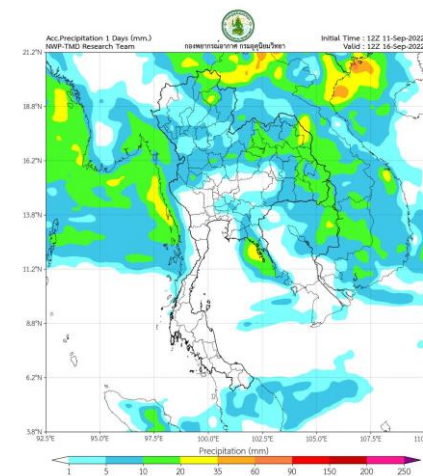 Acc.Precipitation 1 Days (mm.)
NWP-TMD Research Team
กองพยากรณ์อากาศ กรมอุตุนิยมวิทยา
Initial Time : 12Z 11-Sep-2022
Valid : 12Z 16-Sep-2022
21.2°N
18.8°N
16.2°N
13.8°N
11.2°N
8.8°N
6.2°N
3.8°N
92.5°E 95.0°E 97.5°E 100.0°E 102.5°E 105.0°E 107.5°E 110
Precipitation (mm)
1 5 10 20 35 60 90 150 200 250